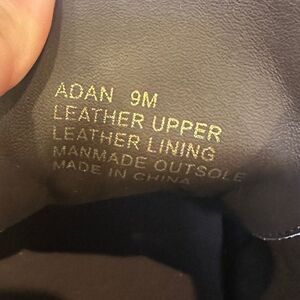 ADAN 9M
LEATHER UPPER
LEATHER LINING
MANMADE OUTSOLE
MADE IN CHINA